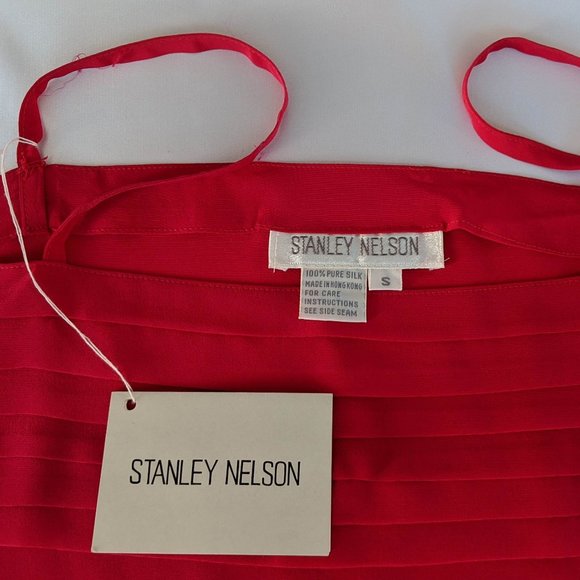 STANLEY NELSON
100% PURE SILK
MADE IN HONG KONG
FOR CARE
INSTRUCTIONS
SEE SIDE SEAM
S
STANLEY NELSON